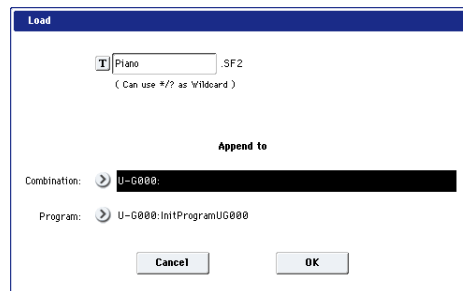 Load
T Piano .SF2
( Can use */? as Wildcard )
Append to
Combination: U-G000:
Program: U-G000:InitProgramUG000
Cancel OK